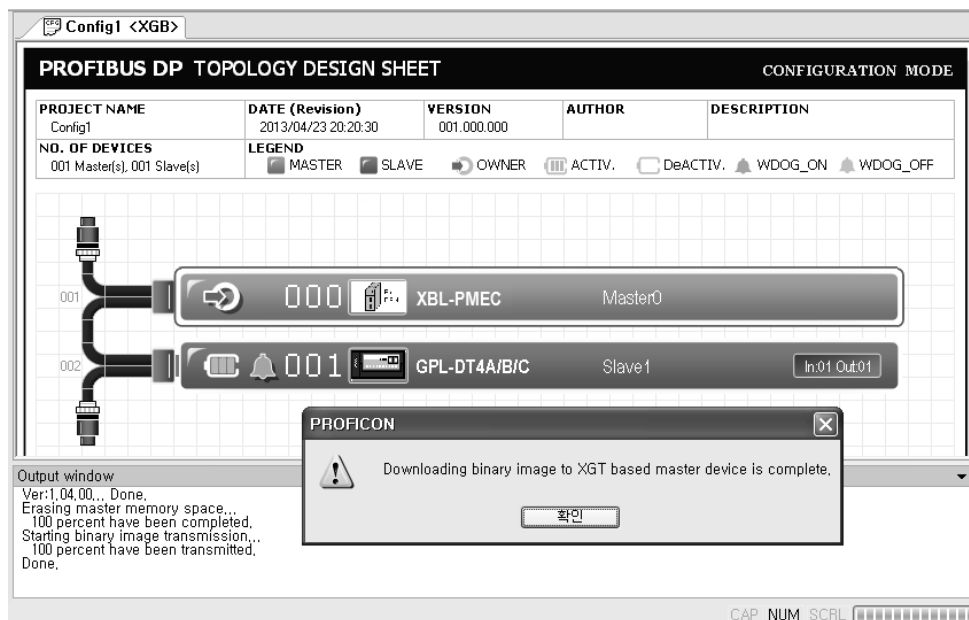 Config1 <XGB>
PROFIBUS DP TOPOLOGY DESIGN SHEET CONFIGURATION MODE
PROJECT NAME DATE (Revision) VERSION AUTHOR DESCRIPTION
Config1 2013/04/23 20:20:30 001.000.000
NO. OF DEVICES LEGEND
001 Master(s), 001 Slave(s) MASTER SLAVE OWNER ACTIV. DeACTIV. WDOG_ON WDOG_OFF
001 000 XBL-PMEC Master0
002 001 GPL-DT4A/B/C Slave1 In:01 Out:01
PROFICON
Downloading binary image to XGT based master device is complete.
확인
Output window
Ver:1.04.00... Done.
Erasing master memory space...
100 percent have been completed.
Starting binary image transmission...
100 percent have been transmitted.
Done.
CAP NUM SCRL